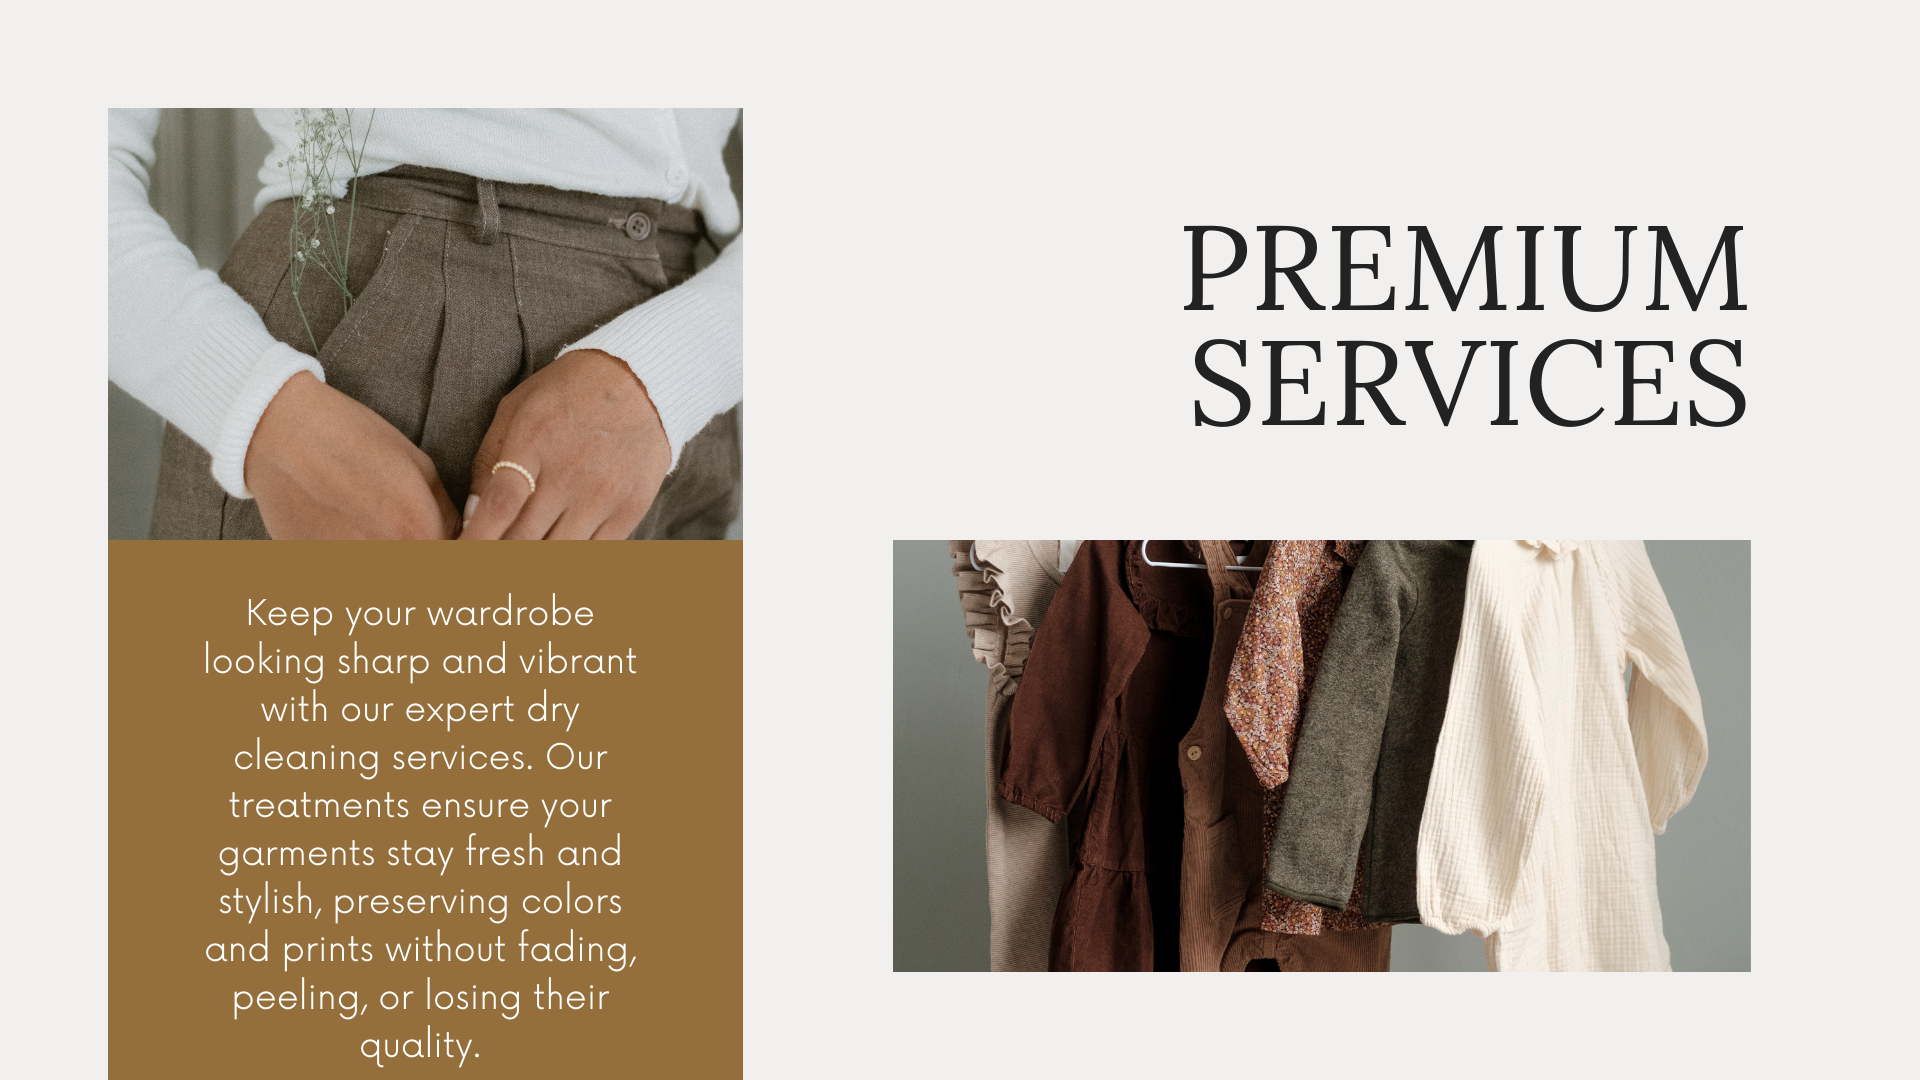 PREMIUM
SERVICES
Keep your wardrobe
looking sharp and vibrant
with our expert dry
cleaning services. Our
treatments ensure your
garments stay fresh and
stylish, preserving colors
and prints without fading,
peeling, or losing their
quality.